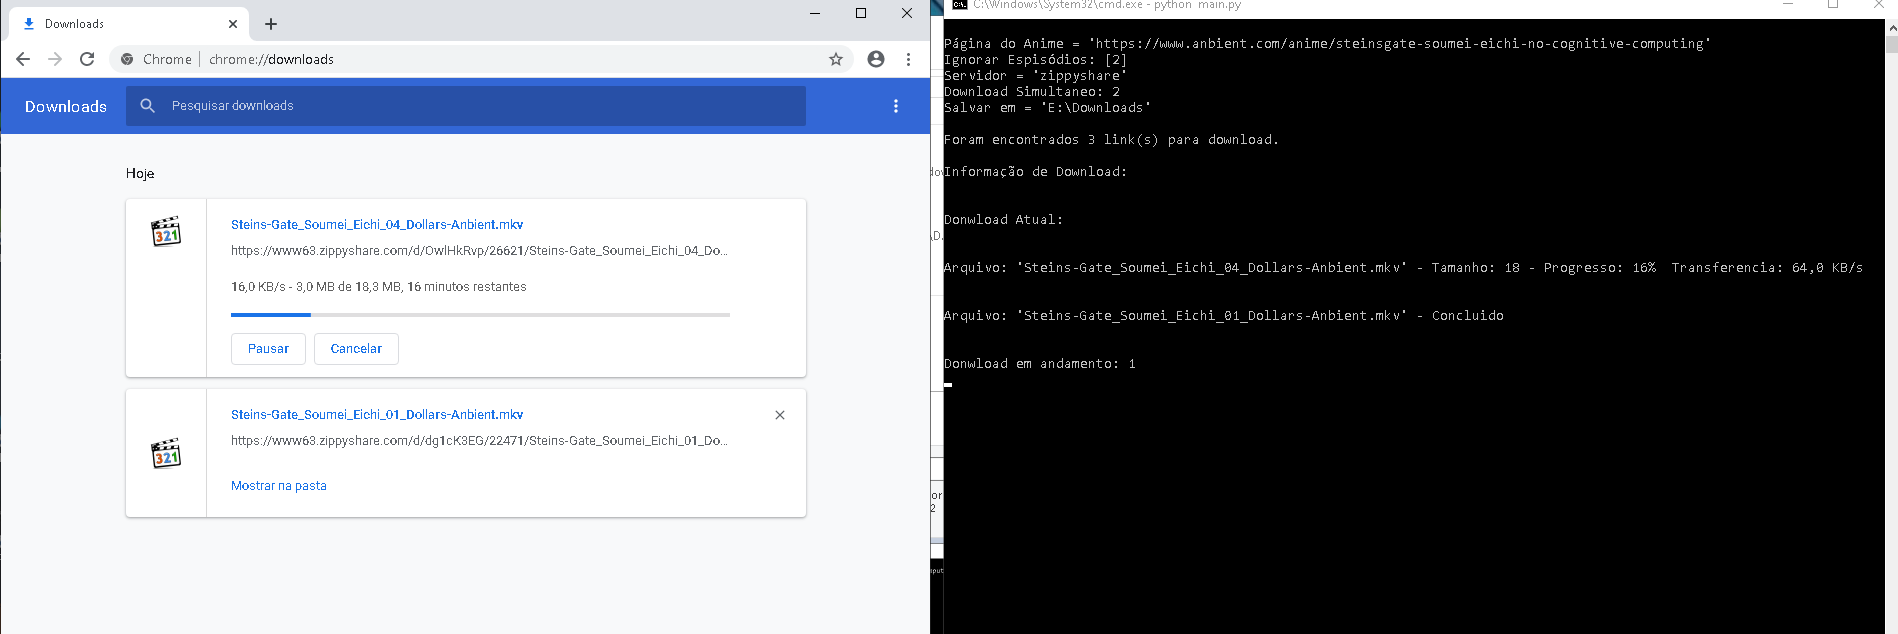 Downloads
Chrome | chrome://downloads
Downloads
Pesquisar downloads
Hoje
Steins-Gate_Soumei_Eichi_04_Dollars-Anbient.mkv
https://www63.zippyshare.com/d/OwlHkRvp/26621/Steins-Gate_Soumei_Eichi_04_Do...
16,0 KB/s - 3,0 MB de 18,3 MB, 16 minutos restantes
Pausar
Cancelar
Steins-Gate_Soumei_Eichi_01_Dollars-Anbient.mkv
https://www63.zippyshare.com/d/dg1cK3EG/22471/Steins-Gate_Soumei_Eichi_01_Do...
Mostrar na pasta
C:\Windows\System32\cmd.exe - python main.py
Página do Anime = 'https://www.anbient.com/anime/steinsgate-soumei-eichi-no-cognitive-computing'
Ignorar Espisódios: [2]
Servidor = 'zippyshare'
Download Simultaneo: 2
Salvar em = 'E:\Downloads'
Foram encontrados 3 link(s) para download.
Informação de Download:
Donwload Atual:
Arquivo: 'Steins-Gate_Soumei_Eichi_04_Dollars-Anbient.mkv' - Tamanho: 18 - Progresso: 16%  Transferencia: 64,0 KB/s
Arquivo: 'Steins-Gate_Soumei_Eichi_01_Dollars-Anbient.mkv' - Concluido
Donwload em andamento: 1